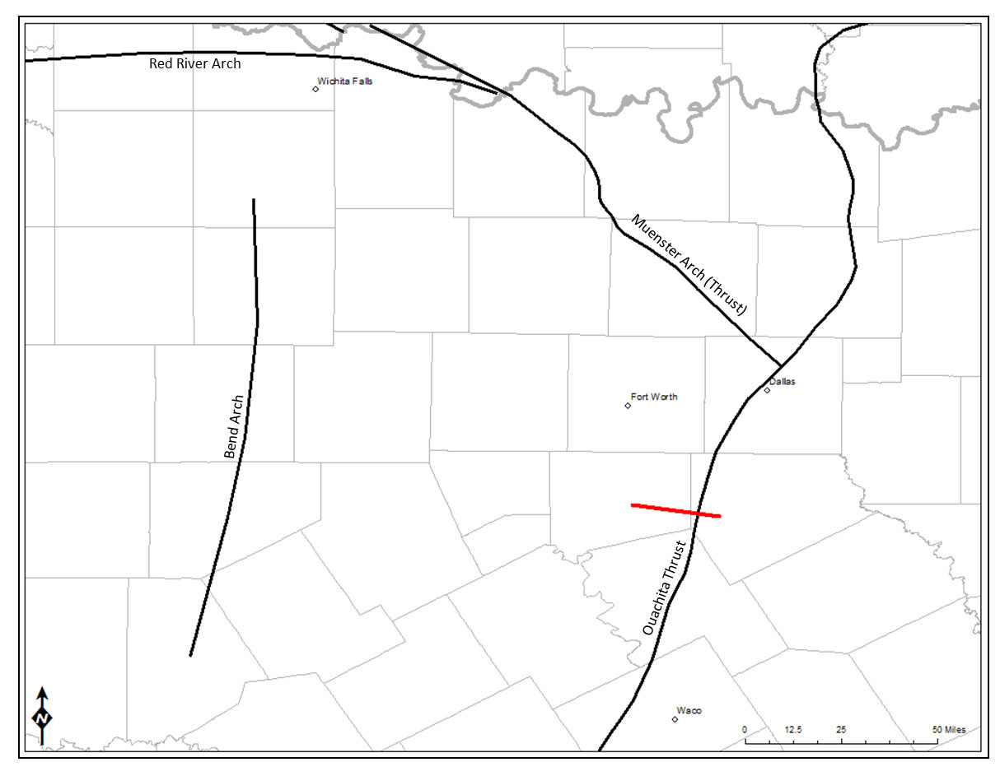 Red River Arch
Wichita Falls
Muenster Arch (Thrust)
Dallas
Fort Worth
Bend Arch
Ouachita Thrust
Waco
N
0 12.5 25 50 Miles